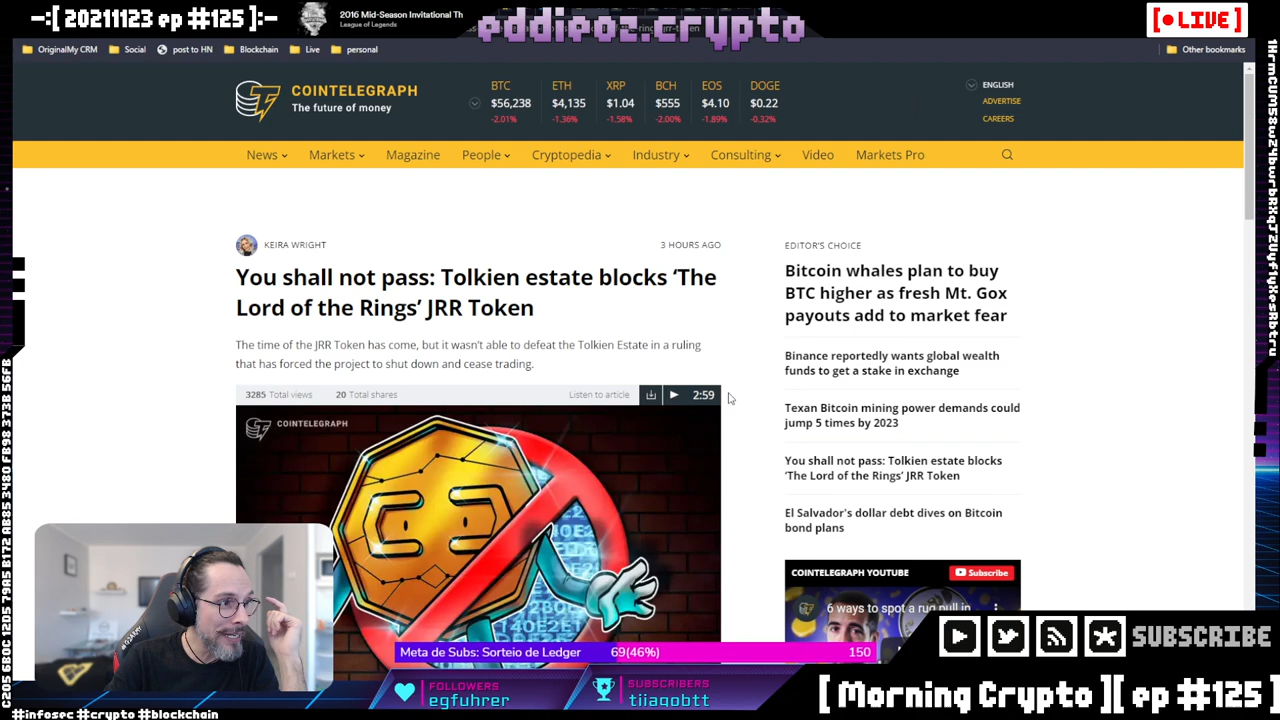 -:[ 20211123 ep #125 ]:-
2016 Mid-Season Invitational Th
League of Legends
eddieoz.crypto
[ LIVE ]
OriginalMy CRM
Social
post to HN
Blockchain
Live
personal
Other bookmarks
COINTELEGRAPH
The future of money
BTC ETH XRP BCH EOS DOGE
$56,238 $4,135 $1.04 $555 $4.10 $0.22
-2.01% -1.36% -1.58% -2.00% -1.89% -0.32%
ENGLISH
ADVERTISE
CAREERS
News Markets Magazine People Cryptopedia Industry Consulting Video Markets Pro
KEIRA WRIGHT
3 HOURS AGO
You shall not pass: Tolkien estate blocks ‘The
Lord of the Rings’ JRR Token
The time of the JRR Token has come, but it wasn’t able to defeat the Tolkien Estate in a ruling
that has forced the project to shut down and cease trading.
3285 Total views
20 Total shares
Listen to article
2:59
COINTELEGRAPH
EDITOR’S CHOICE
Bitcoin whales plan to buy
BTC higher as fresh Mt. Gox
payouts add to market fear
Binance reportedly wants global wealth
funds to get a stake in exchange
Texan Bitcoin mining power demands could
jump 5 times by 2023
You shall not pass: Tolkien estate blocks
‘The Lord of the Rings’ JRR Token
El Salvador’s dollar debt dives on Bitcoin
bond plans
COINTELEGRAPH YOUTUBE
Subscribe
6 ways to spot a rug pull in
Meta de Subs: Sorteio de Ledger 69(46%) 150
FOLLOWERS
egfuhrer
SUBSCRIBERS
tiiagobtt
SUBSCRIBE
[ Morning Crypto ][ ep #125 ]
#infosec #crypto #blockchain